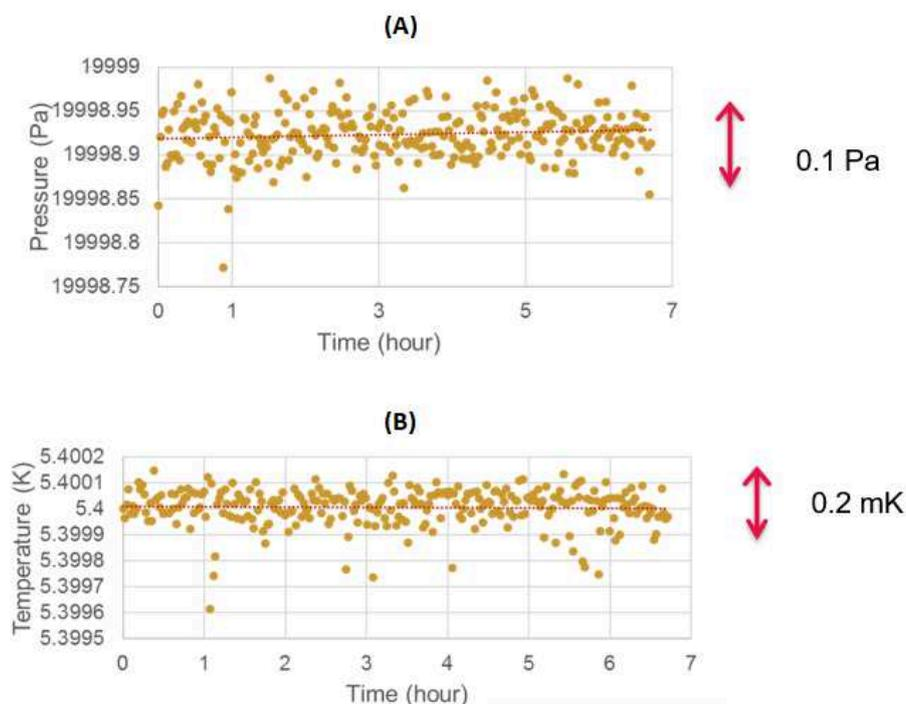 (A)
Pressure (Pa)
19999
19998.95
19998.9
19998.85
19998.8
19998.75
0 1 3 5 7
Time (hour)
0.1 Pa
(B)
Temperature (K)
5.4002
5.4001
5.4
5.3999
5.3998
5.3997
5.3996
5.3995
0 1 2 3 4 5 6 7
Time (hour)
0.2 mK